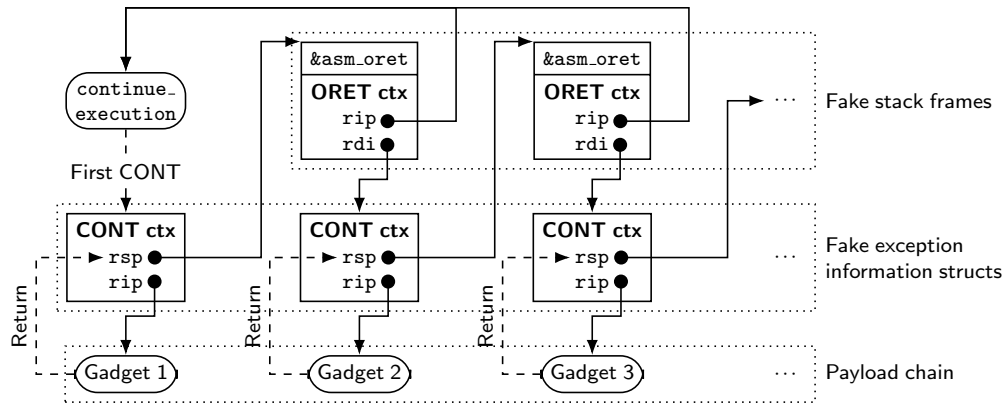 &asm_oret
&asm_oret
continue_
execution
ORET ctx
rip
rdi
ORET ctx
rip
rdi
···
Fake stack frames
First CONT
CONT ctx
rsp
rip
CONT ctx
rsp
rip
CONT ctx
rsp
rip
···
Fake exception
information structs
Return
Return
Return
Gadget 1
Gadget 2
Gadget 3
···
Payload chain